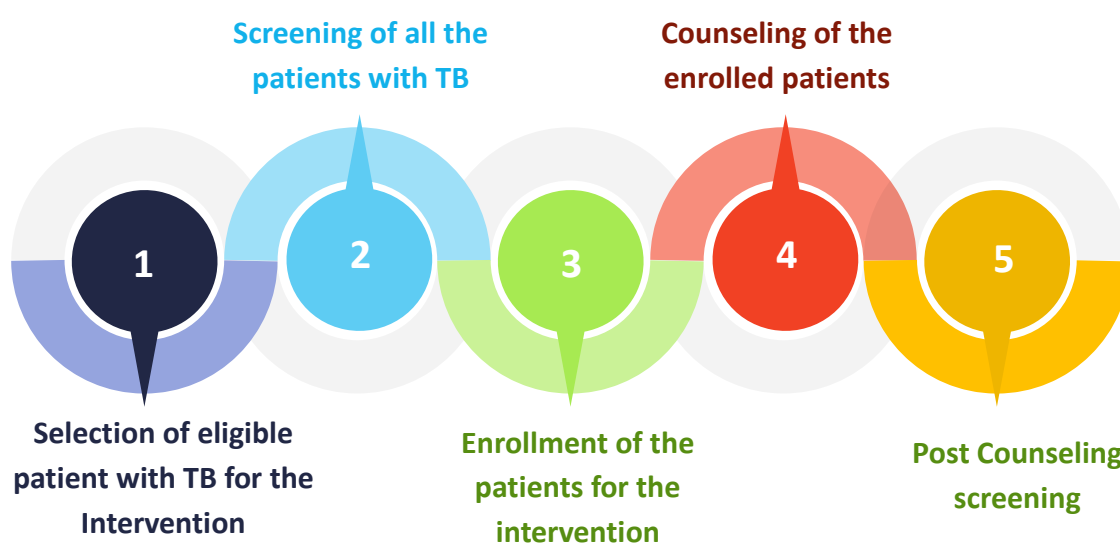 Screening of all the
patients with TB
Counseling of the
enrolled patients
1
2
3
4
5
Selection of eligible
patient with TB for the
Intervention
Enrollment of the
patients for the
intervention
Post Counseling
screening